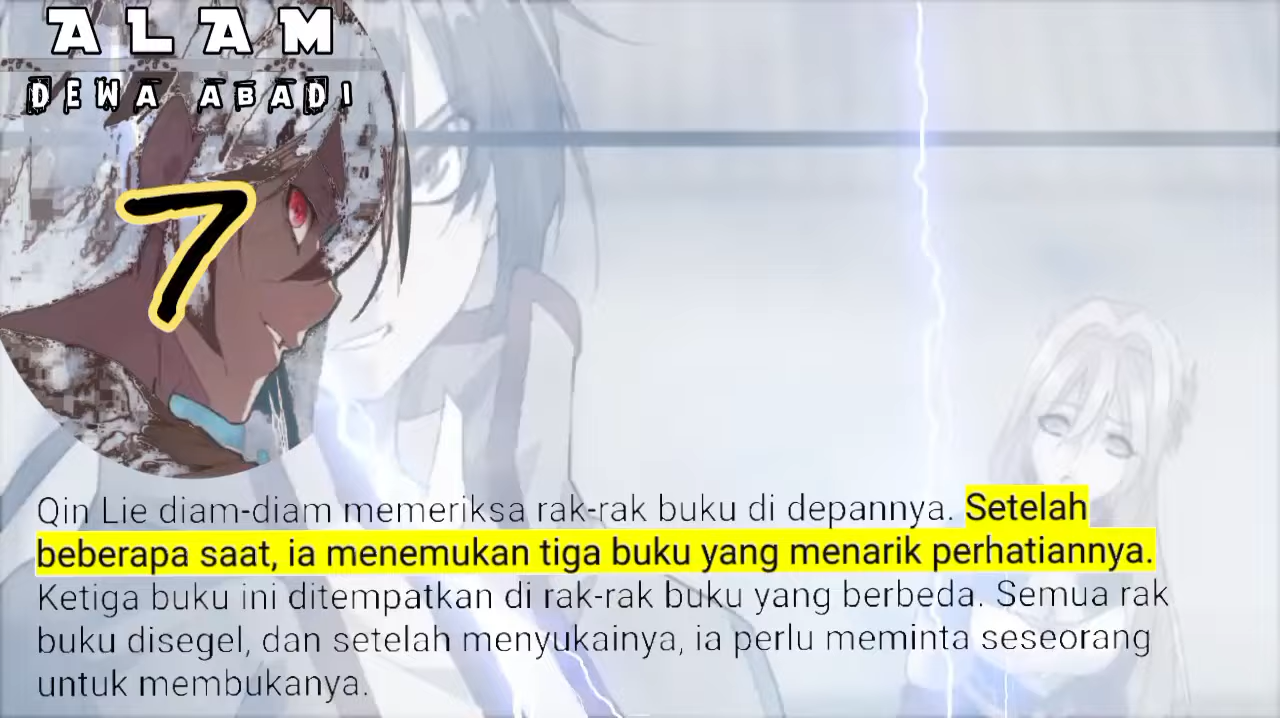 ALAM
DEWA ABADI
7
Qin Lie diam-diam memeriksa rak-rak buku di depannya. Setelah
beberapa saat, ia menemukan tiga buku yang menarik perhatiannya.
Ketiga buku ini ditempatkan di rak-rak buku yang berbeda. Semua rak
buku disegel, dan setelah menyukainya, ia perlu meminta seseorang
untuk membukanya.